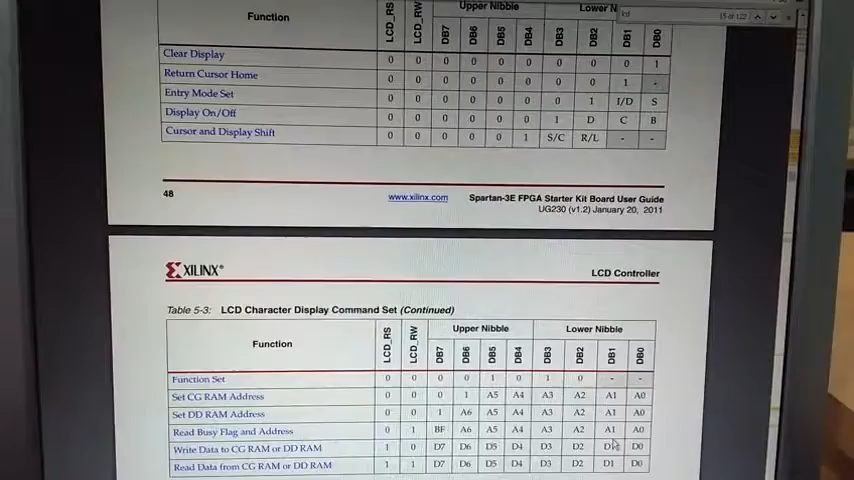 lcd 15 of 122
Function LCD_RS LCD_RW Upper Nibble Lower N
DB7 DB6 DB5 DB4 DB3 DB2 DB1 DB0
Clear Display 0 0 0 0 0 0 0 0 0 1
Return Cursor Home 0 0 0 0 0 0 0 0 1 -
Entry Mode Set 0 0 0 0 0 0 0 1 I/D S
Display On/Off 0 0 0 0 0 0 1 D C B
Cursor and Display Shift 0 0 0 0 0 1 S/C R/L - -
48 www.xilinx.com Spartan-3E FPGA Starter Kit Board User Guide
UG230 (v1.2) January 20, 2011
XILINX® LCD Controller
Table 5-3: LCD Character Display Command Set (Continued)
Function LCD_RS LCD_RW Upper Nibble Lower Nibble
DB7 DB6 DB5 DB4 DB3 DB2 DB1 DB0
Function Set 0 0 0 0 1 0 1 0 - -
Set CG RAM Address 0 0 0 1 A5 A4 A3 A2 A1 A0
Set DD RAM Address 0 0 1 A6 A5 A4 A3 A2 A1 A0
Read Busy Flag and Address 0 1 BF A6 A5 A4 A3 A2 A1 A0
Write Data to CG RAM or DD RAM 1 0 D7 D6 D5 D4 D3 D2 D1 D0
Read Data from CG RAM or DD RAM 1 1 D7 D6 D5 D4 D3 D2 D1 D0